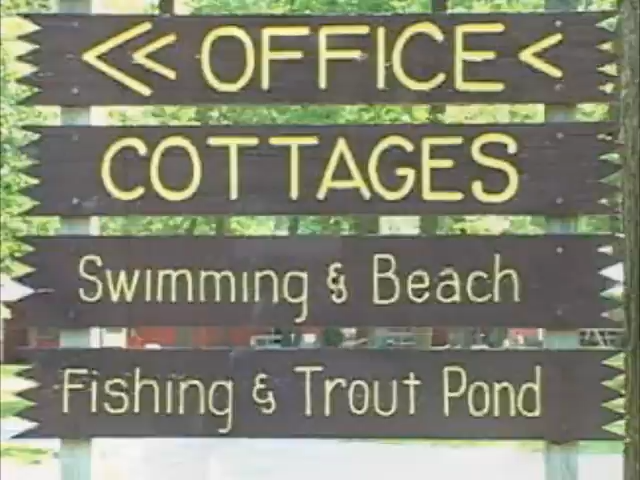 << OFFICE <
COTTAGES
Swimming & Beach
Fishing & Trout Pond